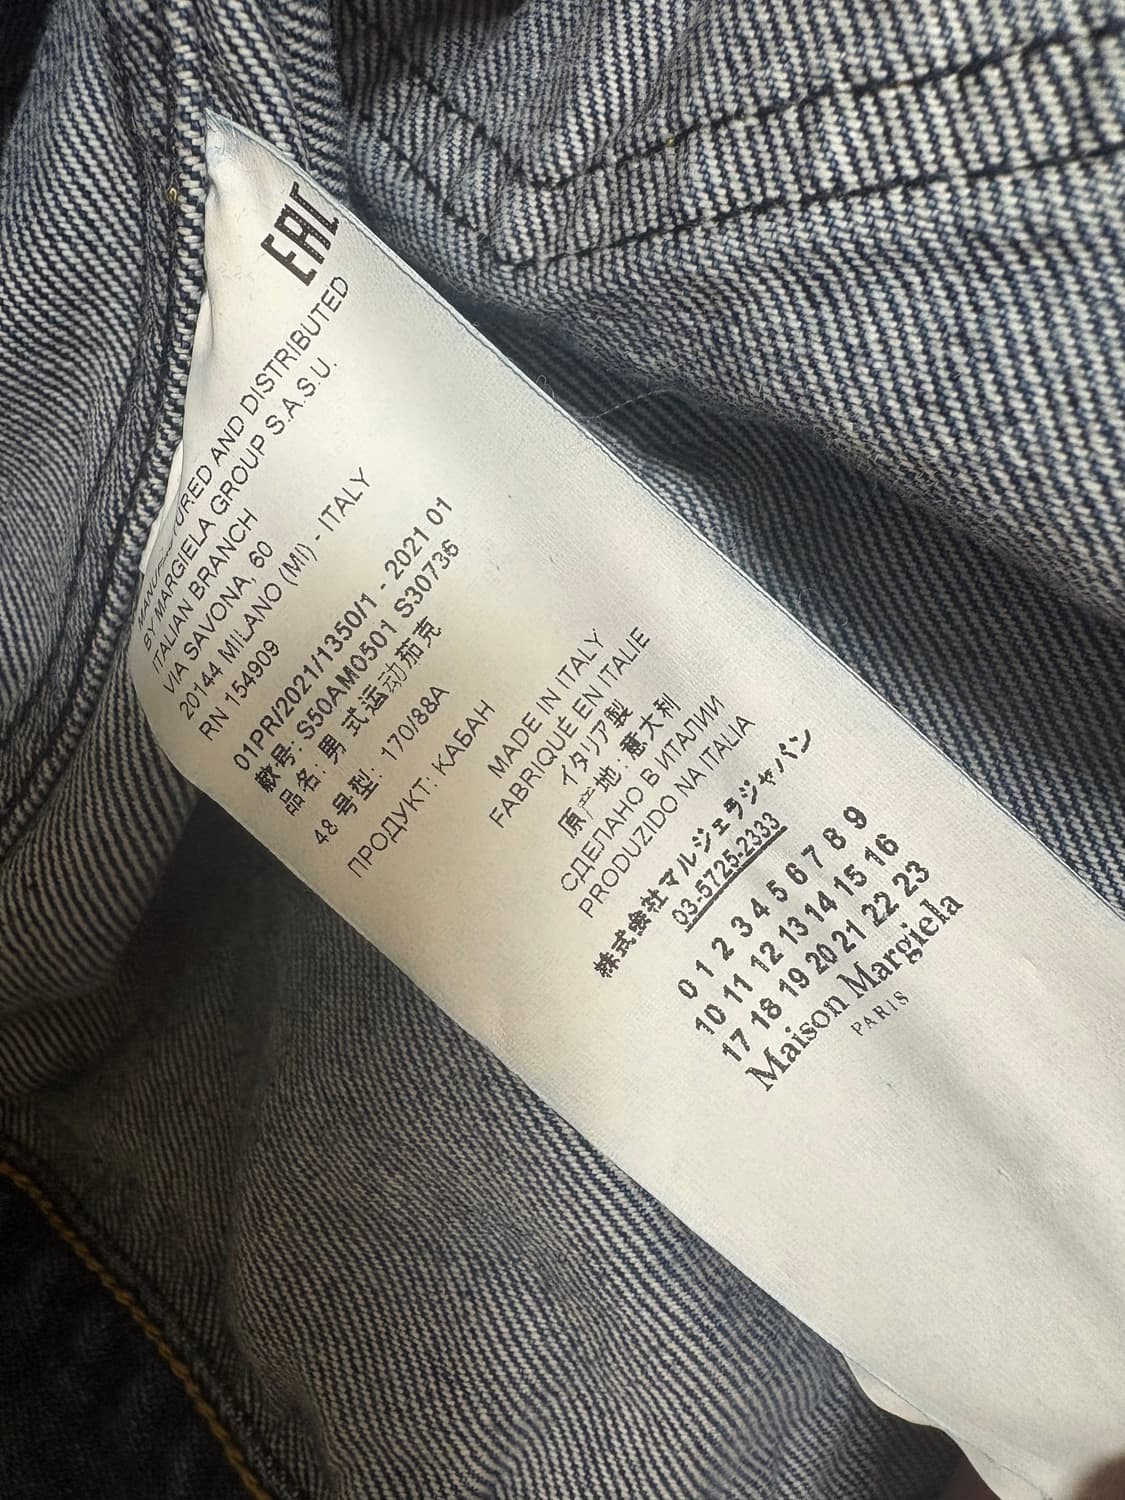 EAC
MANUFACTURED AND DISTRIBUTED
BY MARGIELA GROUP S.A.S.U.
ITALIAN BRANCH
VIA SAVONA, 60
20144 MILANO (MI) - ITALY
RN 154909
01PR/2021/1350/1 - 2021 01
款号: S50AM0501 S30736
品名: 男 式运动茄克
48 号型: 170/88A
ПРОДУКТ: КАБАН
MADE IN ITALY
FABRIQUÉ EN ITALIE
イタリア製
原产地: 意大利
СДЕЛАНО В ИТАЛИИ
PRODUZIDO NA ITALIA
株式会社マルジェラジャパン
03-5725-2333
0 1 2 3 4 5 6 7 8 9
10 11 12 13 14 15 16
17 18 19 20 21 22 23
Maison Margiela
PARIS